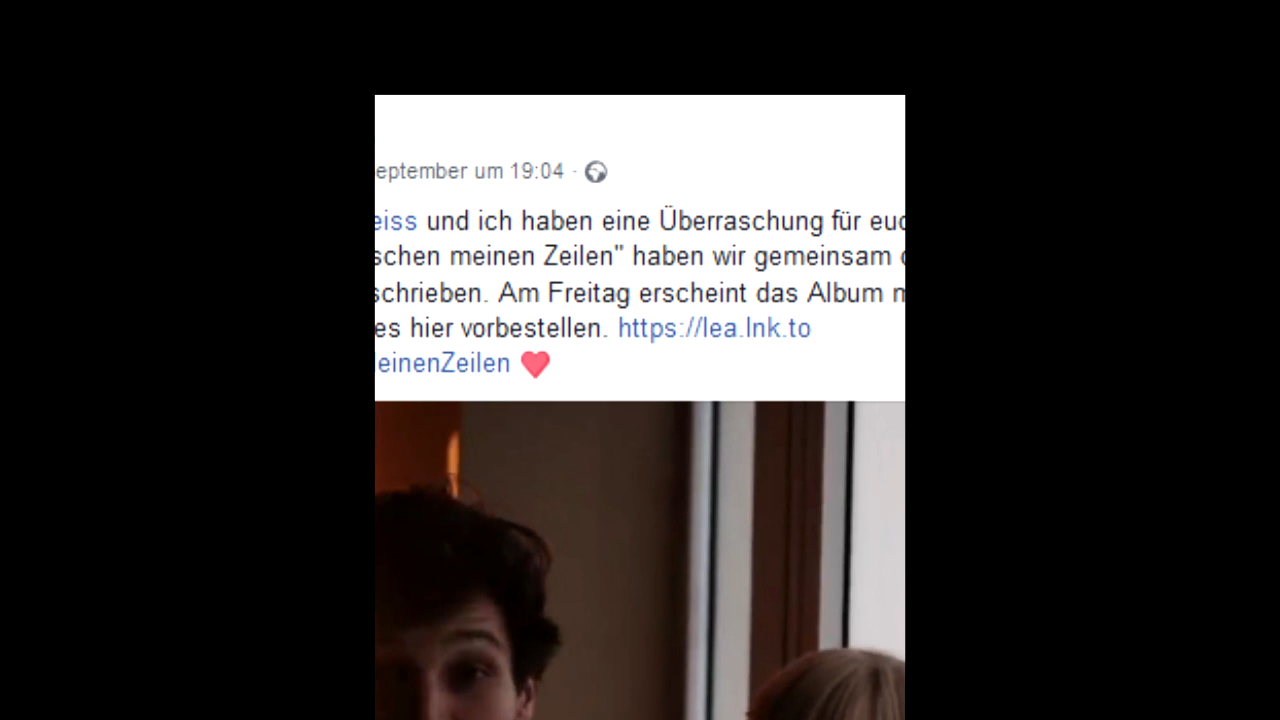 eptember um 19:04 ·
eiss und ich haben eine Überraschung für euc
schen meinen Zeilen" haben wir gemeinsam
schrieben. Am Freitag erscheint das Album m
es hier vorbestellen. https://lea.lnk.to
leinenZeilen ❤